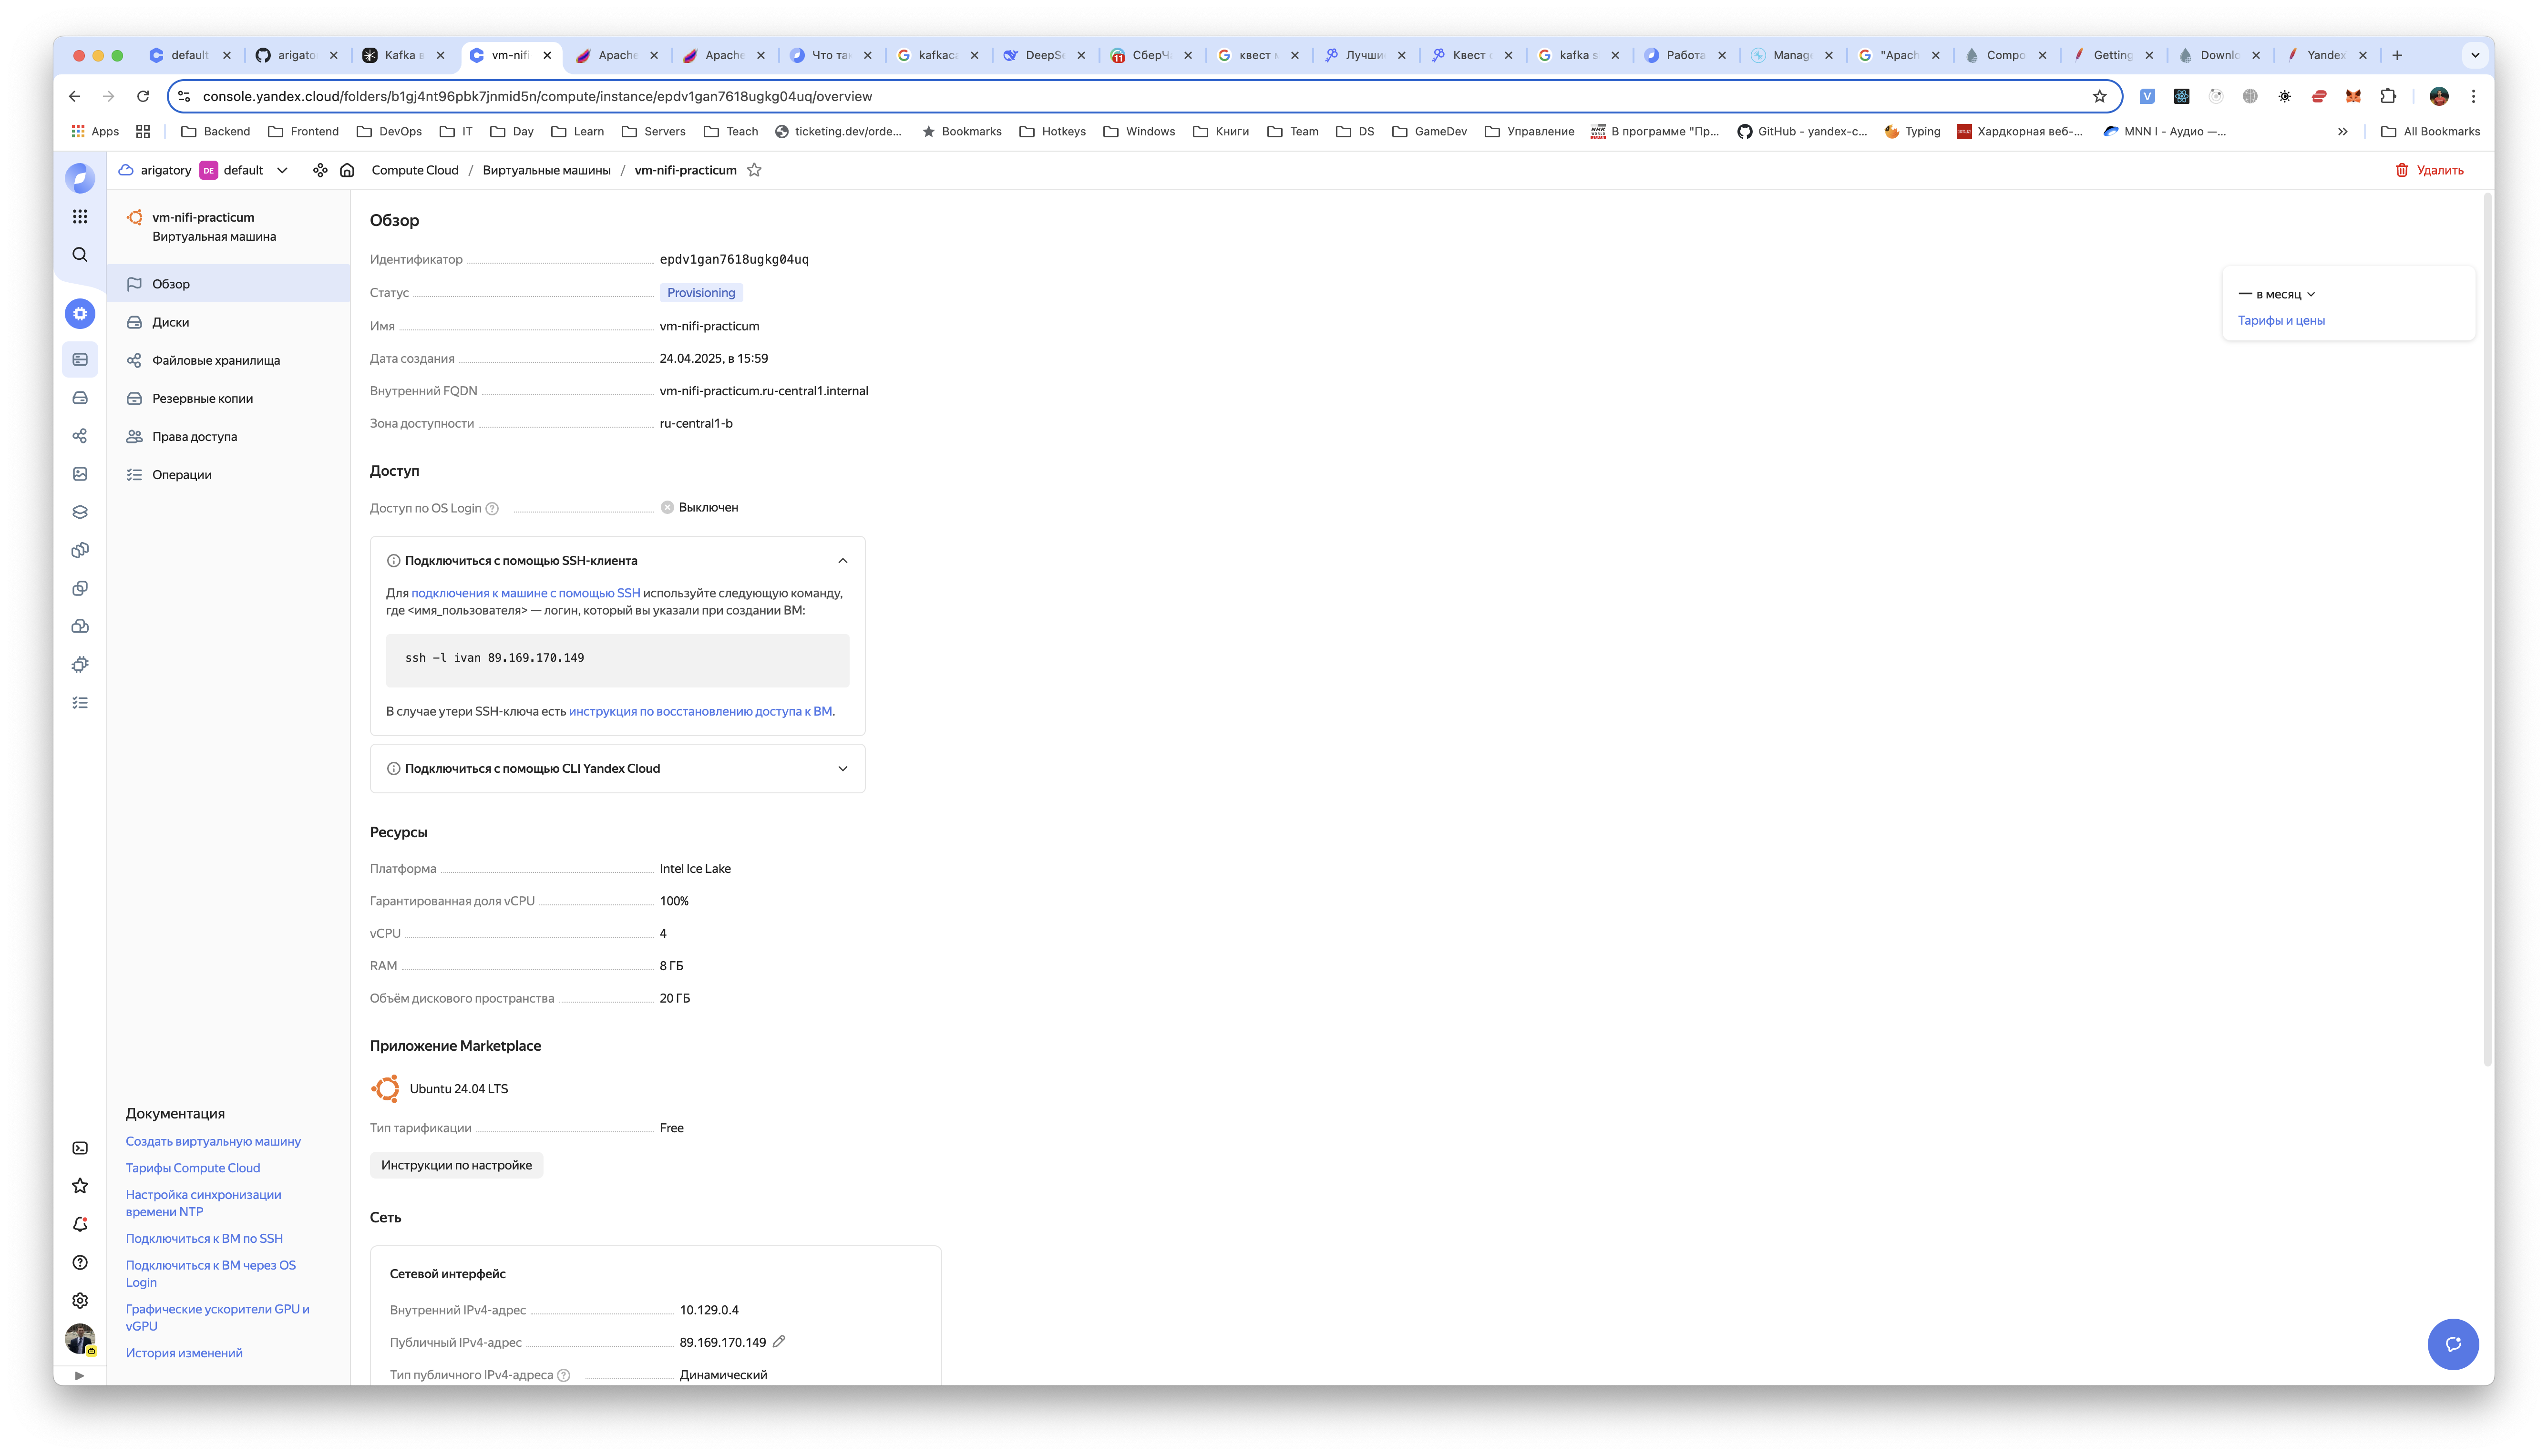 default
arigato
Kafka в
vm-nifi
Apache
Apache
Что та
kafkaca
DeepSe
11
СберЧа
квест м
Лучши
Квест
kafka s
Работа
Manage
"Apach
Compo
Getting
Downlo
Yandex
console.yandex.cloud/folders/b1gj4nt96pbk7jnmid5n/compute/instance/epdv1gan7618ugkg04uq/overview
Apps
Backend
Frontend
DevOps
IT
Day
Learn
Servers
Teach
ticketing.dev/orde...
Bookmarks
Hotkeys
Windows
Книги
Team
DS
GameDev
Управление
В программе "Пр...
GitHub - yandex-c...
Typing
Хардкорная веб-...
MNN I - Аудио —...
All Bookmarks
arigatory
DE
default
Compute Cloud / Виртуальные машины / vm-nifi-practicum
Удалить
vm-nifi-practicum
Виртуальная машина
Обзор
Диски
Файловые хранилища
Резервные копии
Права доступа
Операции
Документация
Создать виртуальную машину
Тарифы Compute Cloud
Настройка синхронизации
времени NTP
Подключиться к ВМ по SSH
Подключиться к ВМ через OS
Login
Графические ускорители GPU и
vGPU
История изменений
Обзор
Идентификатор epdv1gan7618ugkg04uq
Статус Provisioning
Имя vm-nifi-practicum
Дата создания 24.04.2025, в 15:59
Внутренний FQDN vm-nifi-practicum.ru-central1.internal
Зона доступности ru-central1-b
— в месяц
Тарифы и цены
Доступ
Доступ по OS Login Выключен
Подключиться с помощью SSH-клиента
Для подключения к машине с помощью SSH используйте следующую команду,
где <имя_пользователя> — логин, который вы указали при создании ВМ:
ssh -l ivan 89.169.170.149
В случае утери SSH-ключа есть инструкция по восстановлению доступа к ВМ.
Подключиться с помощью CLI Yandex Cloud
Ресурсы
Платформа Intel Ice Lake
Гарантированная доля vCPU 100%
vCPU 4
RAM 8 ГБ
Объём дискового пространства 20 ГБ
Приложение Marketplace
Ubuntu 24.04 LTS
Тип тарификации Free
Инструкции по настройке
Сеть
Сетевой интерфейс
Внутренний IPv4-адрес 10.129.0.4
Публичный IPv4-адрес 89.169.170.149
Тип публичного IPv4-адреса Динамический